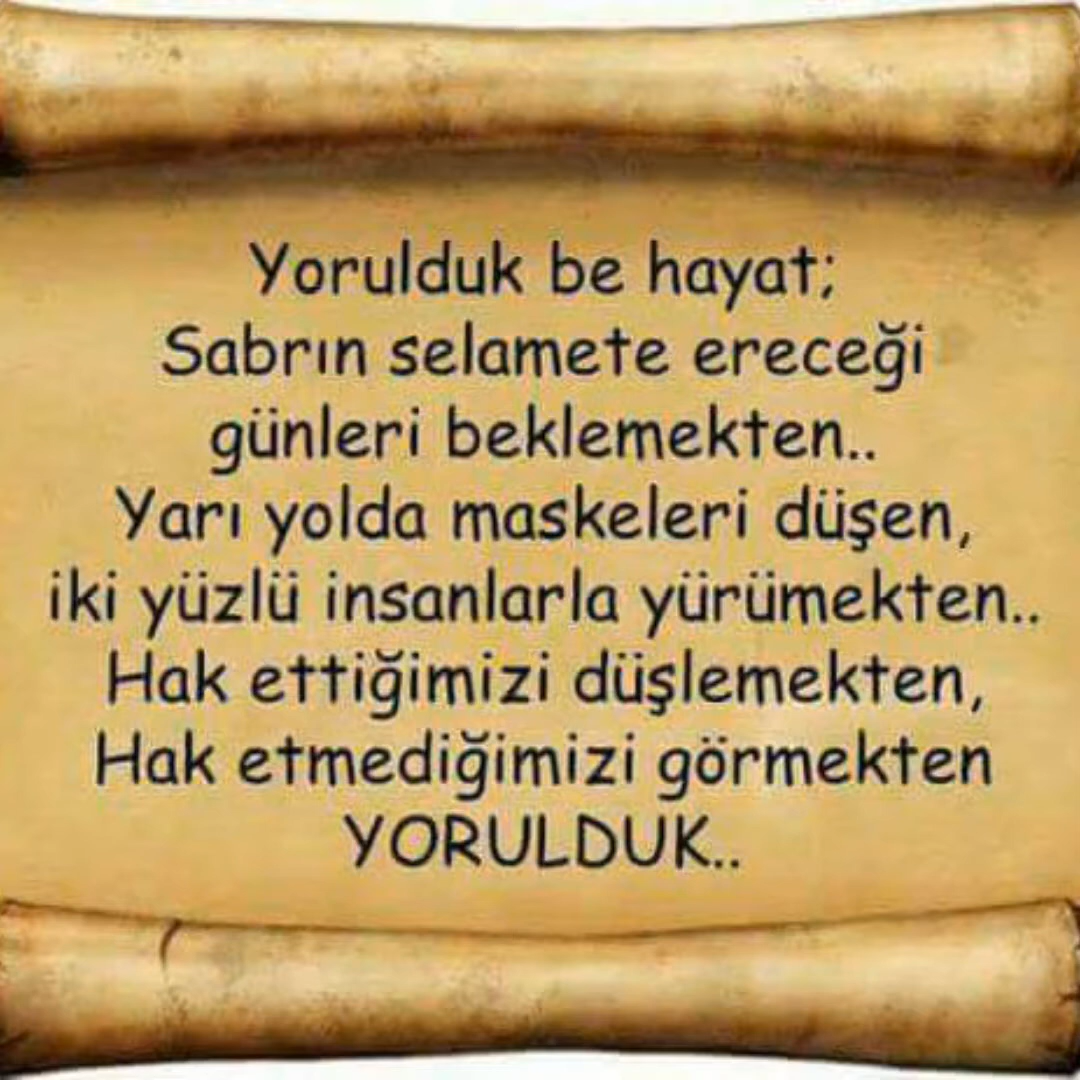 Yorulduk be hayat;
Sabrın selamete ereceği
günleri beklemekten..
Yarı yolda maskeleri düşen,
iki yüzlü insanlarla yürümekten..
Hak ettiğimizi düşlemekten,
Hak etmediğimizi görmekten
YORULDUK..